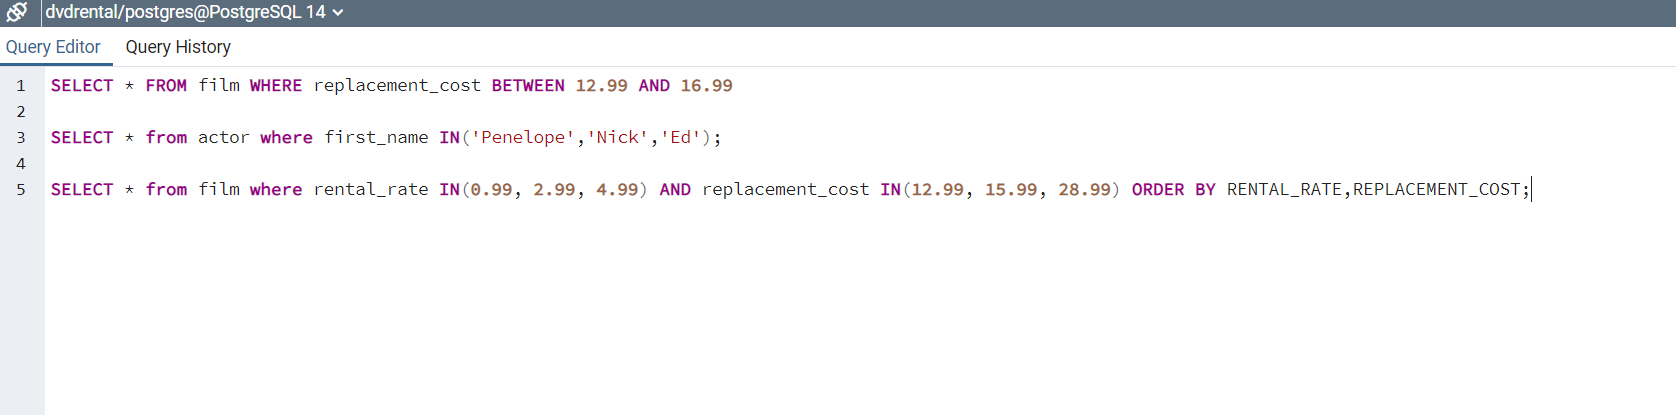 dvdrental/postgres@PostgreSQL 14
Query Editor Query History
1 SELECT * FROM film WHERE replacement_cost BETWEEN 12.99 AND 16.99
2
3 SELECT * from actor where first_name IN('Penelope','Nick','Ed');
4
5 SELECT * from film where rental_rate IN(0.99, 2.99, 4.99) AND replacement_cost IN(12.99, 15.99, 28.99) ORDER BY RENTAL_RATE,REPLACEMENT_COST;